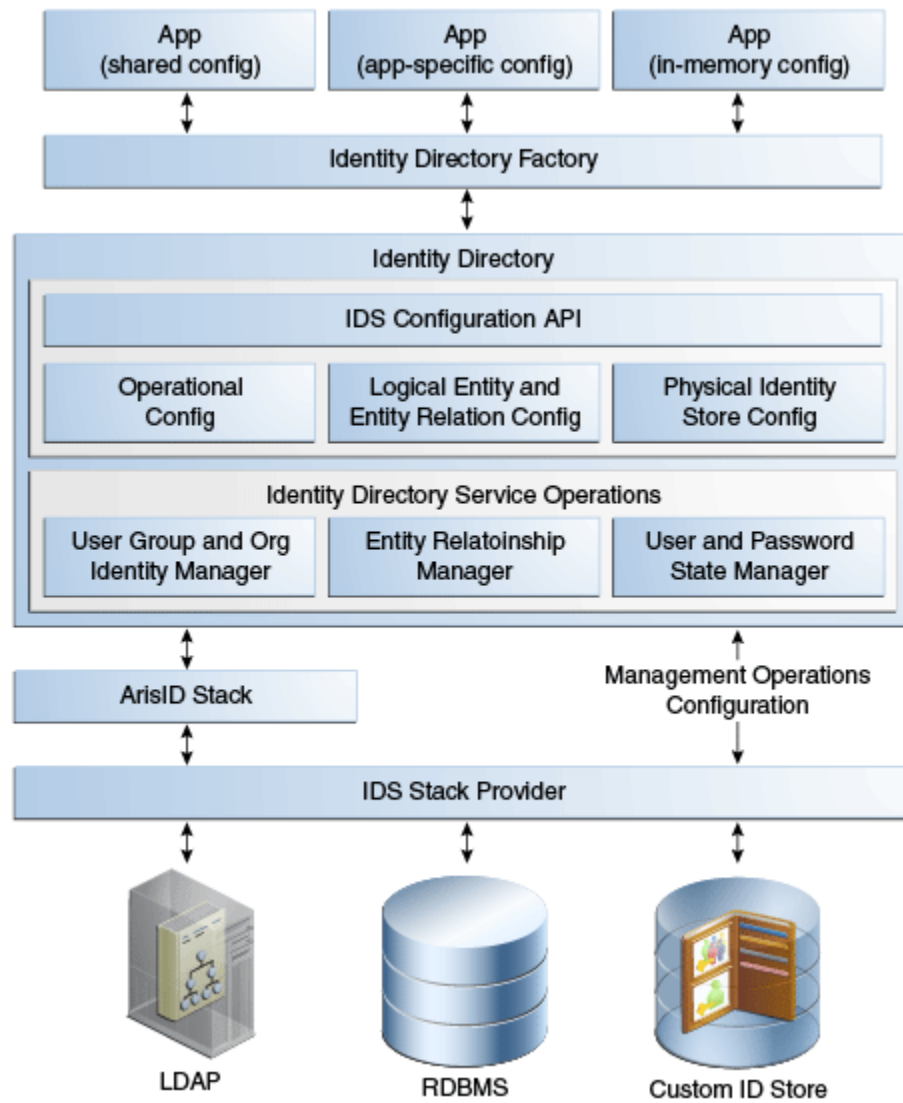 App
(shared config)
App
(app-specific config)
App
(in-memory config)
Identity Directory Factory
Identity Directory
IDS Configuration API
Operational
Config
Logical Entity and
Entity Relation Config
Physical Identity
Store Config
Identity Directory Service Operations
User Group and Org
Identity Manager
Entity Relatoinship
Manager
User and Password
State Manager
ArisID Stack
Management Operations
Configuration
IDS Stack Provider
LDAP
RDBMS
Custom ID Store